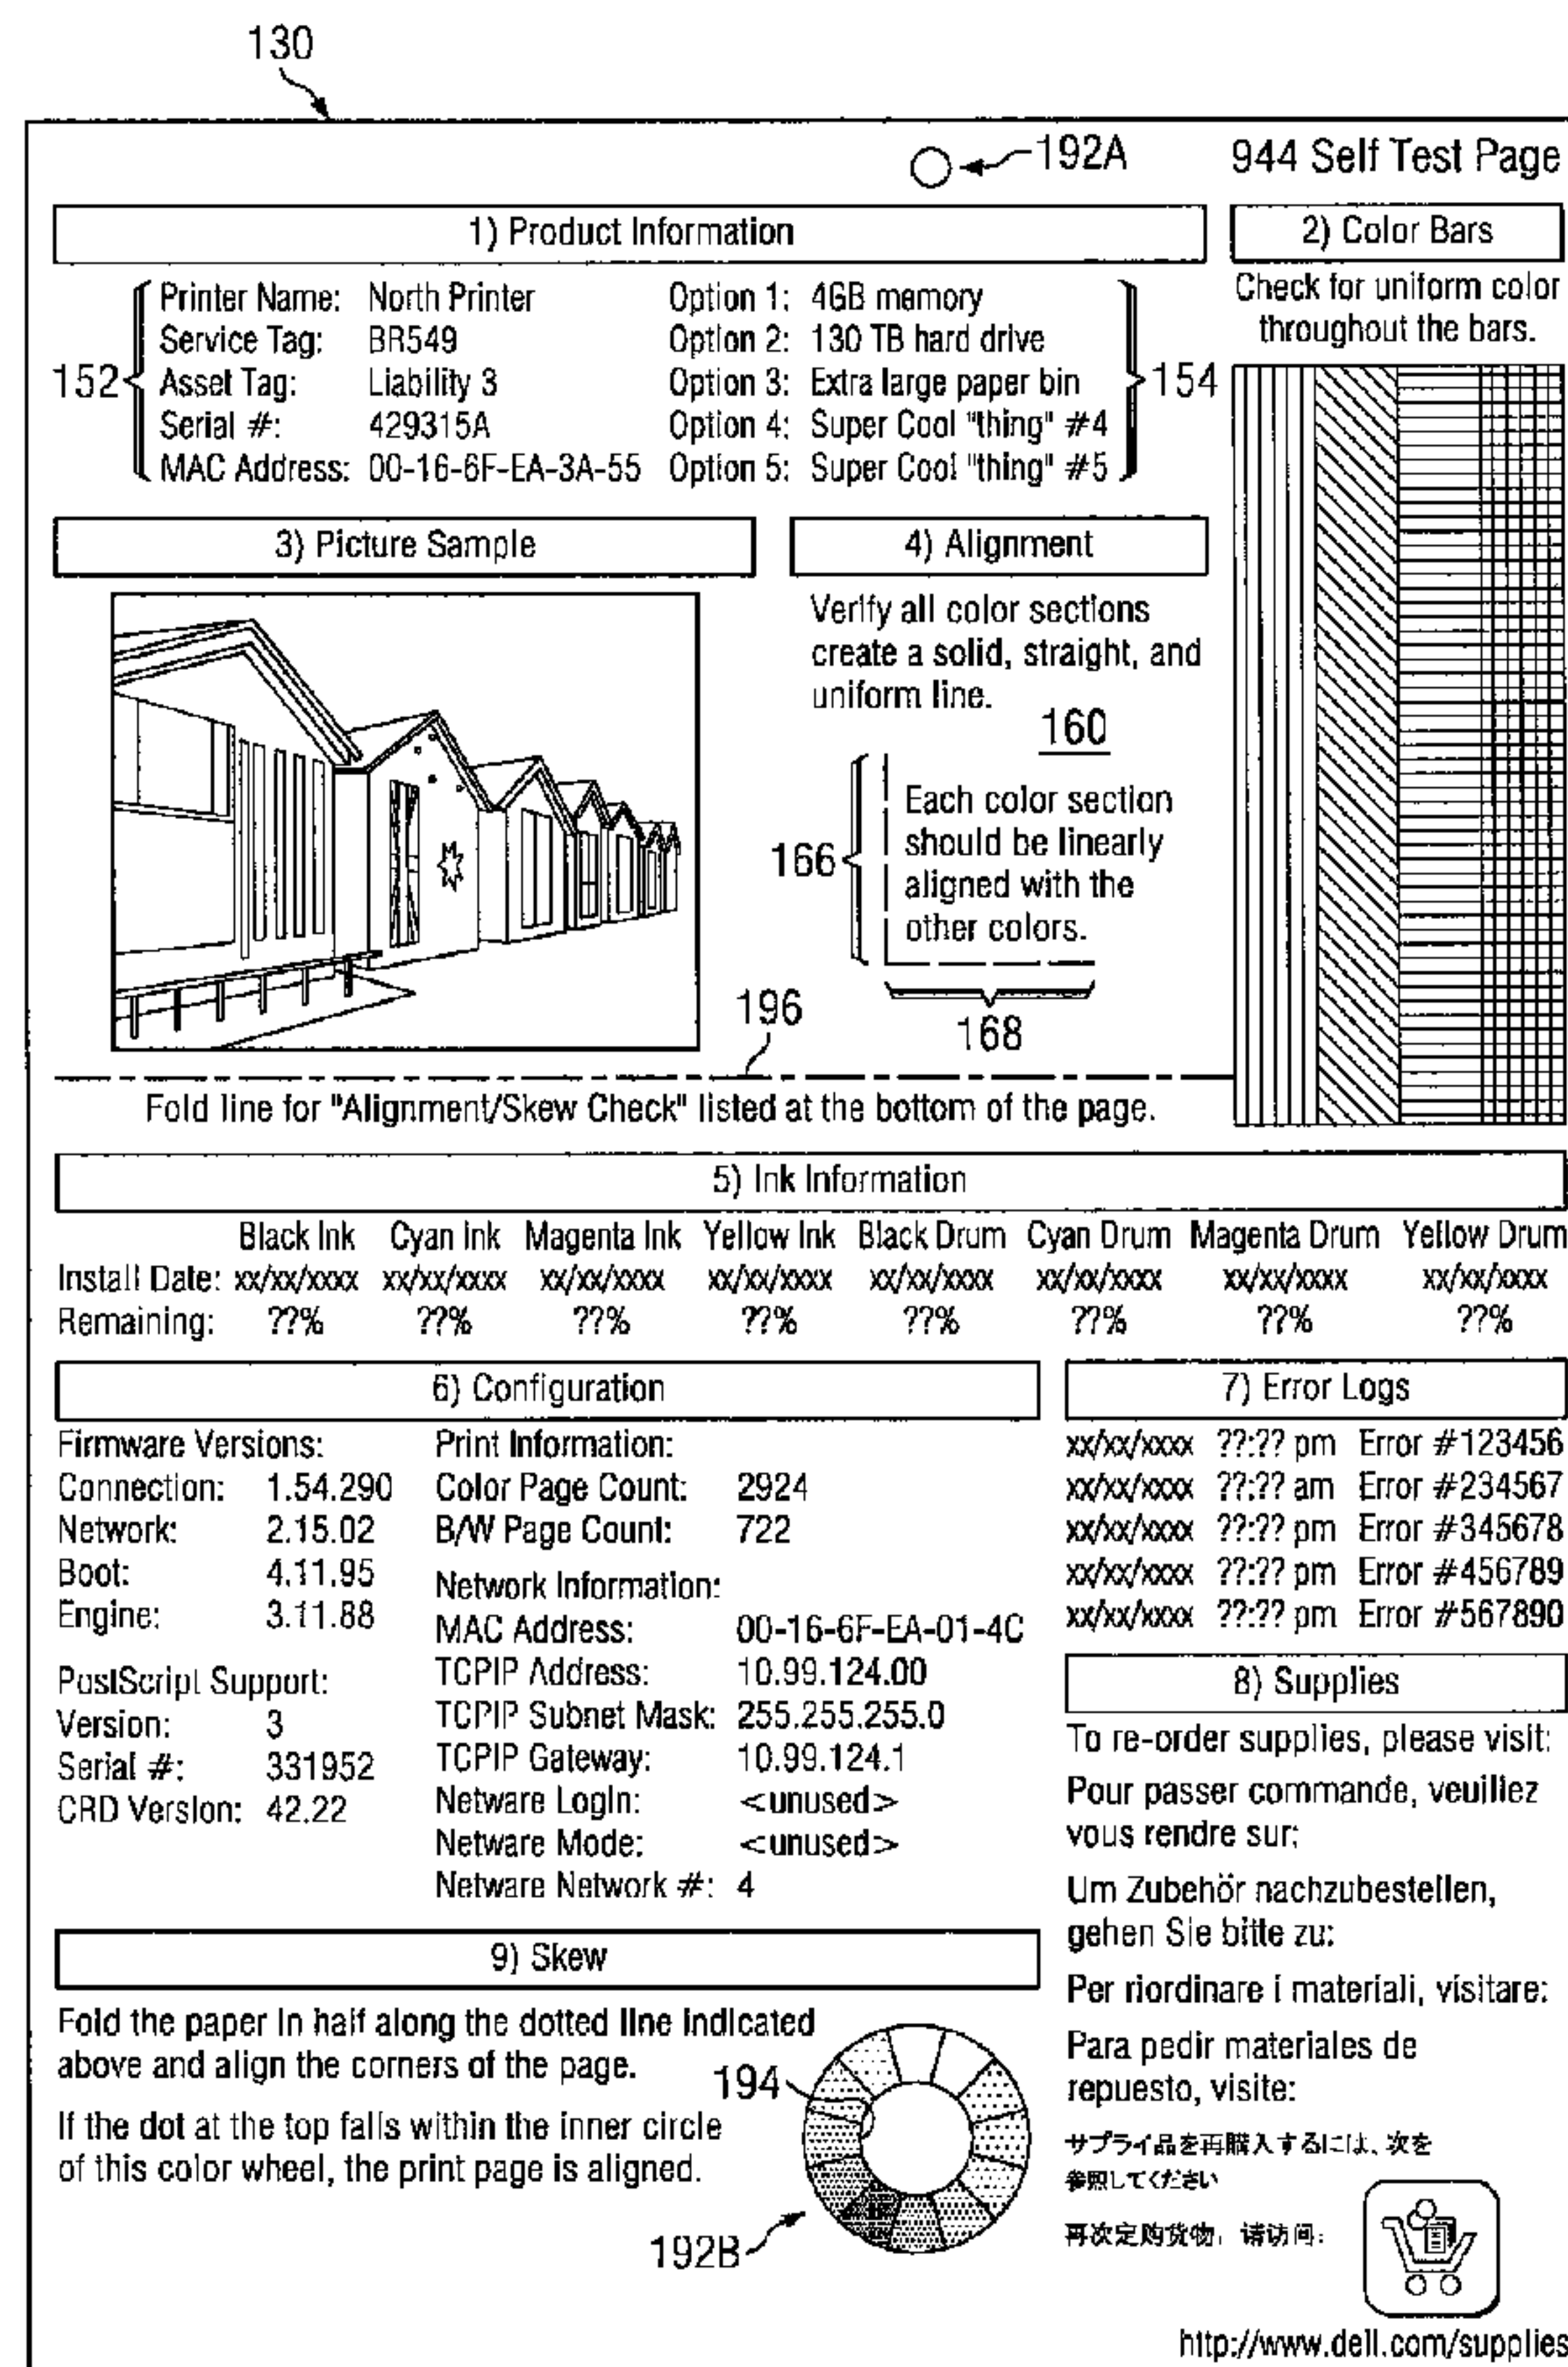 130
192A
944 Self Test Page
1) Product Information
152
Printer Name: North Printer
Service Tag: BR549
Asset Tag: Liability 3
Serial #: 429315A
MAC Address: 00-16-6F-EA-3A-55
Option 1: 4GB memory
Option 2: 130 TB hard drive
Option 3: Extra large paper bin
Option 4: Super Cool "thing" #4
Option 5: Super Cool "thing" #5
154
2) Color Bars
Check for uniform color
throughout the bars.
3) Picture Sample
4) Alignment
Verify all color sections
create a solid, straight, and
uniform line.
160
166
Each color section
should be linearly
aligned with the
other colors.
168
196
Fold line for "Alignment/Skew Check" listed at the bottom of the page.
5) Ink Information
Black Ink Cyan Ink Magenta Ink Yellow Ink Black Drum Cyan Drum Magenta Drum Yellow Drum
Install Date: xx/xx/xxxx xx/xx/xxxx xx/xx/xxxx xx/xx/xxxx xx/xx/xxxx xx/xx/xxxx xx/xx/xxxx xx/xx/xxxx
Remaining: ??% ??% ??% ??% ??% ??% ??% ??%
6) Configuration
Firmware Versions:
Connection: 1.54.290
Network: 2.15.02
Boot: 4.11.95
Engine: 3.11.88
PostScript Support:
Version: 3
Serial #: 331952
CRD Version: 42.22
Print Information:
Color Page Count: 2924
B/W Page Count: 722
Network Information:
MAC Address: 00-16-6F-EA-01-4C
TCPIP Address: 10.99.124.00
TCPIP Subnet Mask: 255.255.255.0
TCPIP Gateway: 10.99.124.1
Netware Login: <unused>
Netware Mode: <unused>
Netware Network #: 4
7) Error Logs
xx/xx/xxxx ??:?? pm Error #123456
xx/xx/xxxx ??:?? am Error #234567
xx/xx/xxxx ??:?? pm Error #345678
xx/xx/xxxx ??:?? pm Error #456789
xx/xx/xxxx ??:?? pm Error #567890
8) Supplies
To re-order supplies, please visit:
Pour passer commande, veuillez
vous rendre sur:
Um Zubehör nachzubestellen,
gehen Sie bitte zu:
Per riordinare i materiali, visitare:
Para pedir materiales de
repuesto, visite:
サプライ品を再購入するには、次を
参照してください
再次定购货物，请访问：
http://www.dell.com/supplies
9) Skew
Fold the paper in half along the dotted line indicated
above and align the corners of the page.
If the dot at the top falls within the inner circle
of this color wheel, the print page is aligned.
194
192B